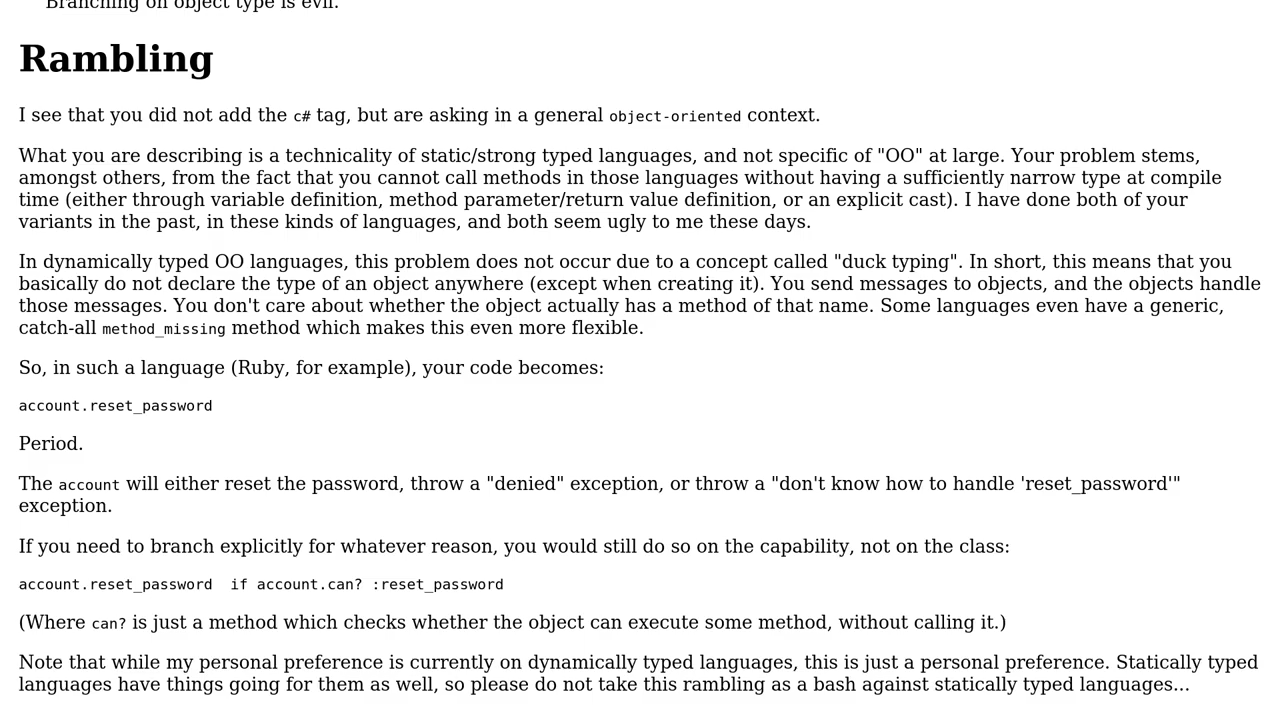 Branching on object type is evil.
Rambling
I see that you did not add the c# tag, but are asking in a general object-oriented context.
What you are describing is a technicality of static/strong typed languages, and not specific of "OO" at large. Your problem stems,
amongst others, from the fact that you cannot call methods in those languages without having a sufficiently narrow type at compile
time (either through variable definition, method parameter/return value definition, or an explicit cast). I have done both of your
variants in the past, in these kinds of languages, and both seem ugly to me these days.
In dynamically typed OO languages, this problem does not occur due to a concept called "duck typing". In short, this means that you
basically do not declare the type of an object anywhere (except when creating it). You send messages to objects, and the objects handle
those messages. You don't care about whether the object actually has a method of that name. Some languages even have a generic,
catch-all method_missing method which makes this even more flexible.
So, in such a language (Ruby, for example), your code becomes:
account.reset_password
Period.
The account will either reset the password, throw a "denied" exception, or throw a "don't know how to handle 'reset_password'"
exception.
If you need to branch explicitly for whatever reason, you would still do so on the capability, not on the class:
account.reset_password  if account.can? :reset_password
(Where can? is just a method which checks whether the object can execute some method, without calling it.)
Note that while my personal preference is currently on dynamically typed languages, this is just a personal preference. Statically typed
languages have things going for them as well, so please do not take this rambling as a bash against statically typed languages...